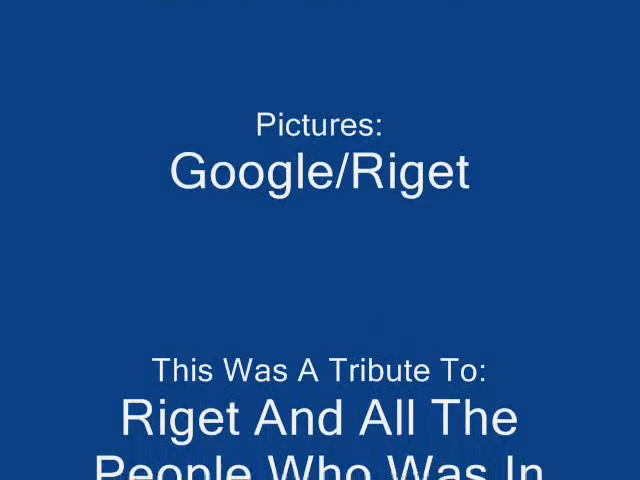 Pictures:
Google/Riget
This Was A Tribute To:
Riget And All The
People Who Was In